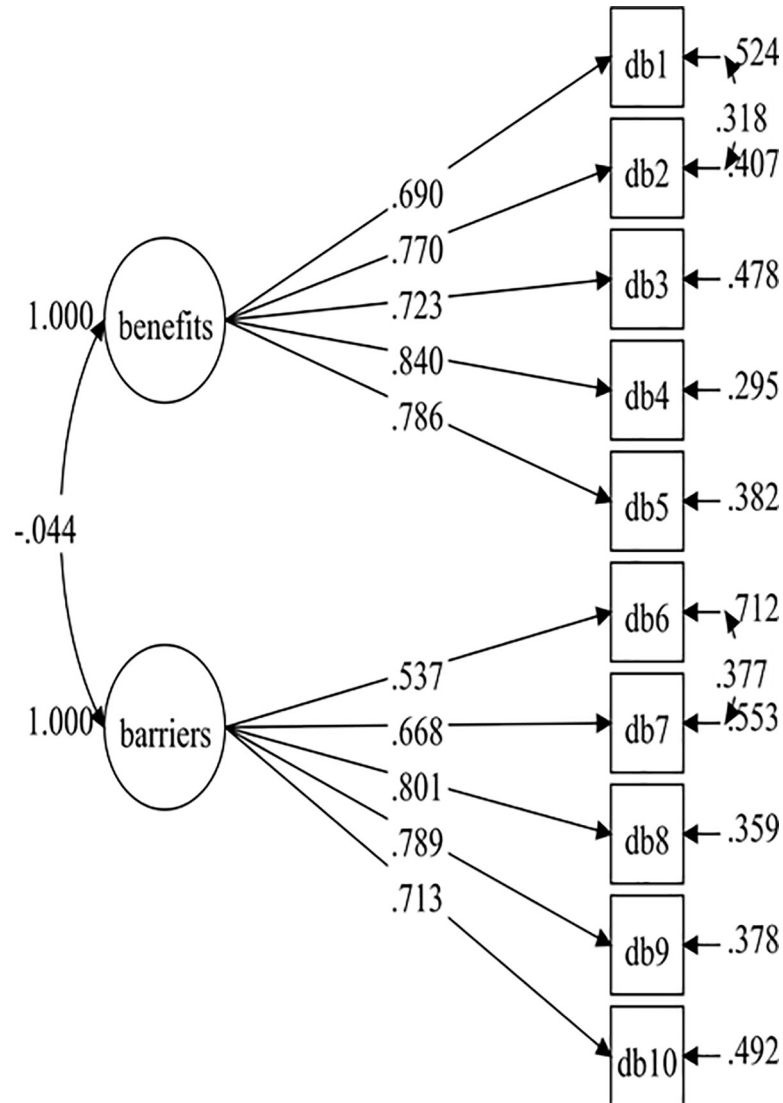 db1
.524
.318
db2
.407
.690
.770
db3
.478
.723
1.000
benefits
.840
db4
.295
.786
db5
.382
-.044
db6
.712
.377
.537
db7
.553
1.000
barriers
.668
.801
db8
.359
.789
.713
db9
.378
db10
.492